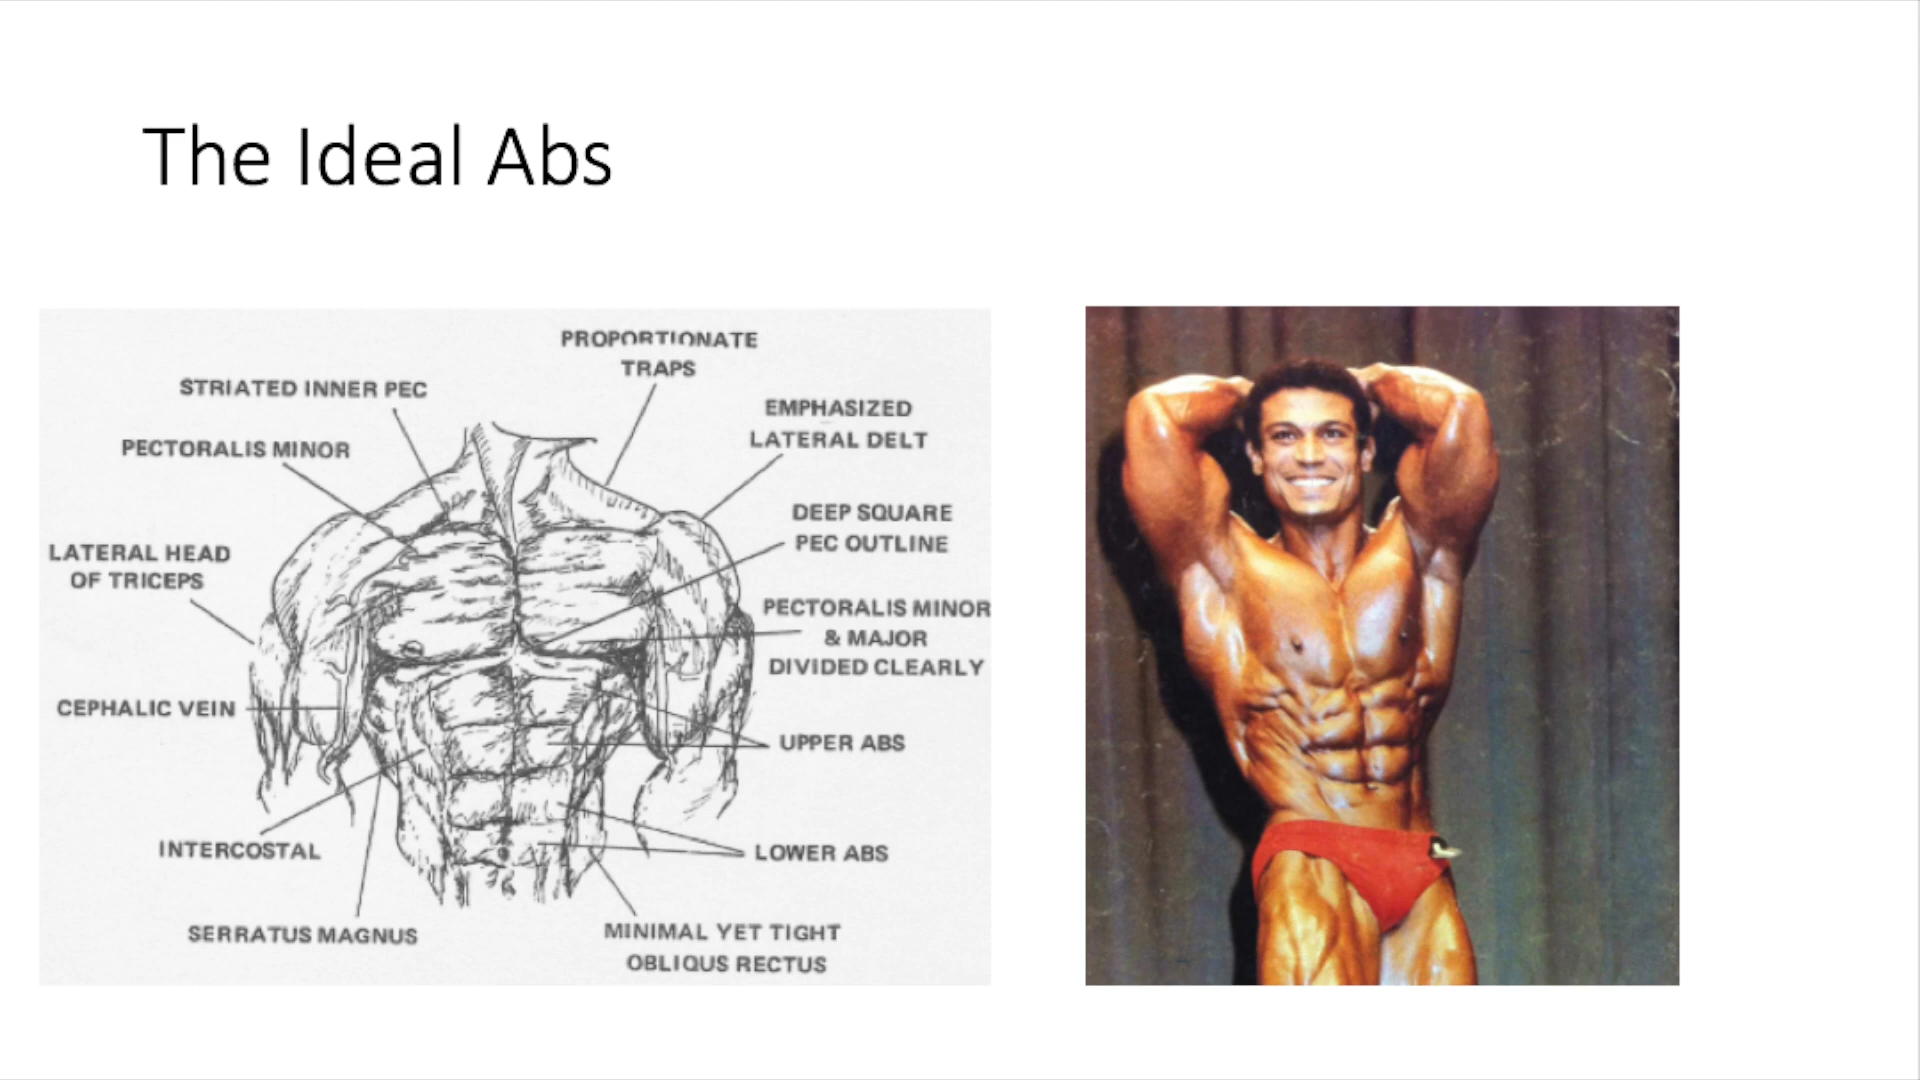 The Ideal Abs
PROPORTIONATE
TRAPS
STRIATED INNER PEC
EMPHASIZED
LATERAL DELT
PECTORALIS MINOR
DEEP SQUARE
PEC OUTLINE
LATERAL HEAD
OF TRICEPS
PECTORALIS MINOR
& MAJOR
DIVIDED CLEARLY
CEPHALIC VEIN
UPPER ABS
INTERCOSTAL
LOWER ABS
SERRATUS MAGNUS
MINIMAL YET TIGHT
OBLIQUS RECTUS